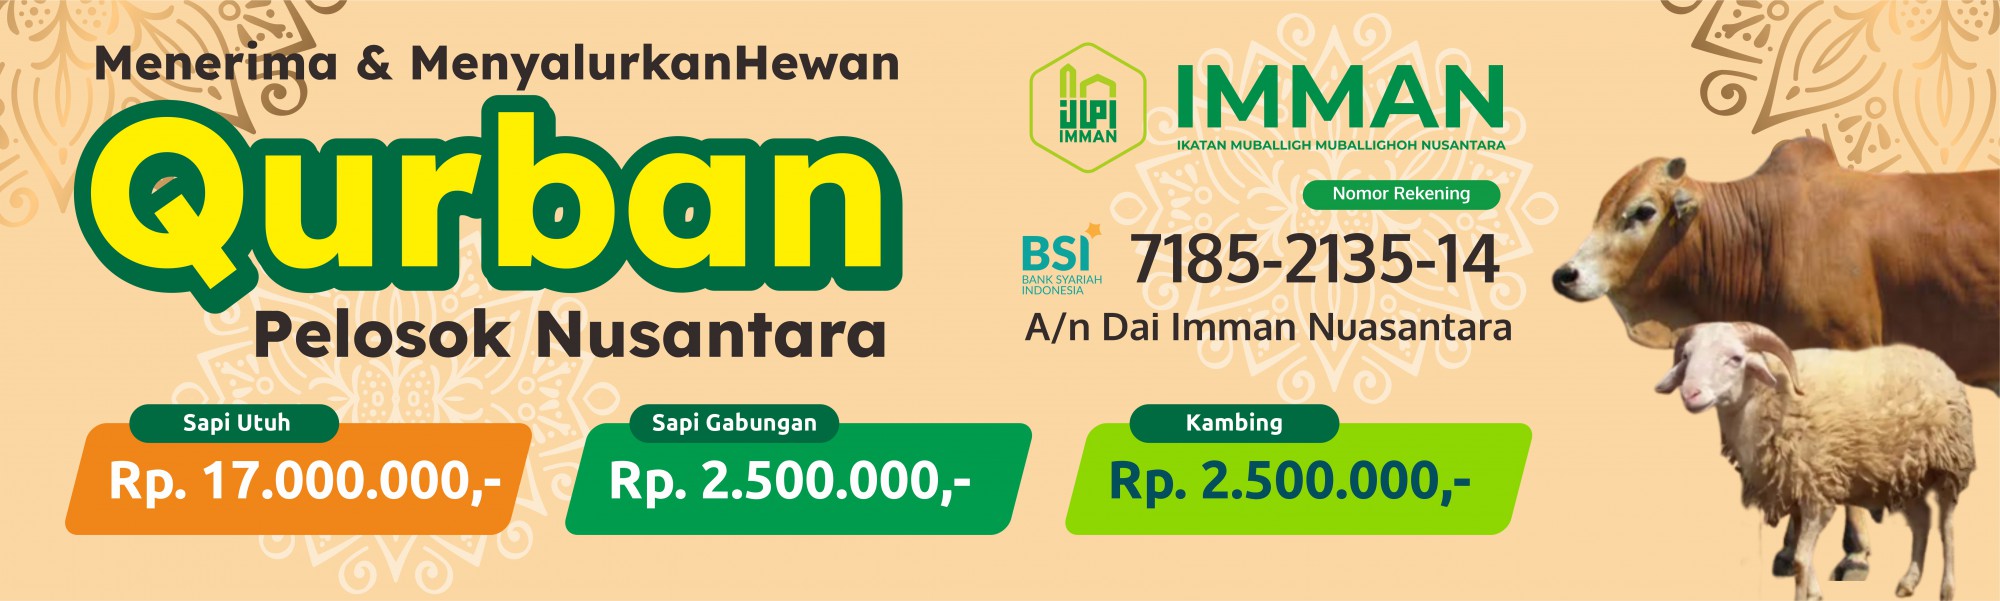 Menerima & MenyalurkanHewan
Qurban
Pelosok Nusantara
IMMAN
IMMAN
IKATAN MUBALLIGH MUBALLIGHOH NUSANTARA
Nomor Rekening
BSI
BANK SYARIAH
INDONESIA
7185-2135-14
A/n Dai Imman Nuasantara
Sapi Utuh
Rp. 17.000.000,-
Sapi Gabungan
Rp. 2.500.000,-
Kambing
Rp. 2.500.000,-